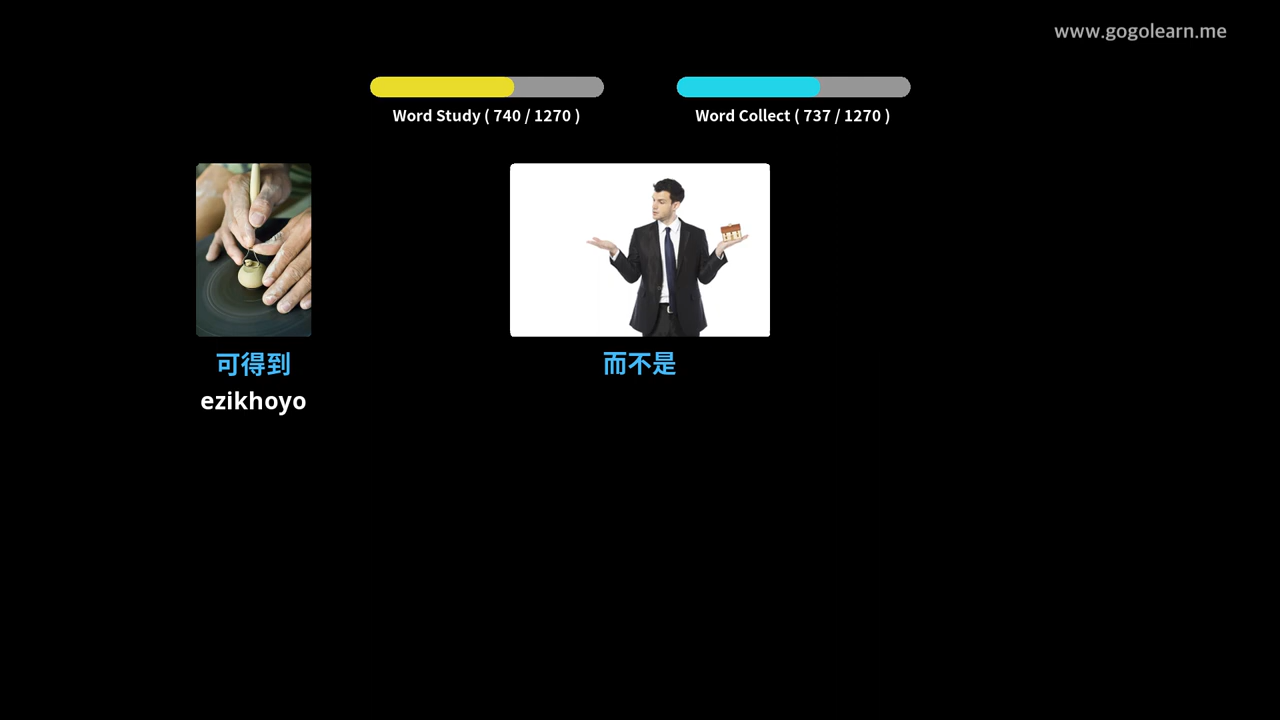 www.gogolearn.me
Word Study ( 740 / 1270 )
Word Collect ( 737 / 1270 )
可得到
ezikhoyo
而不是